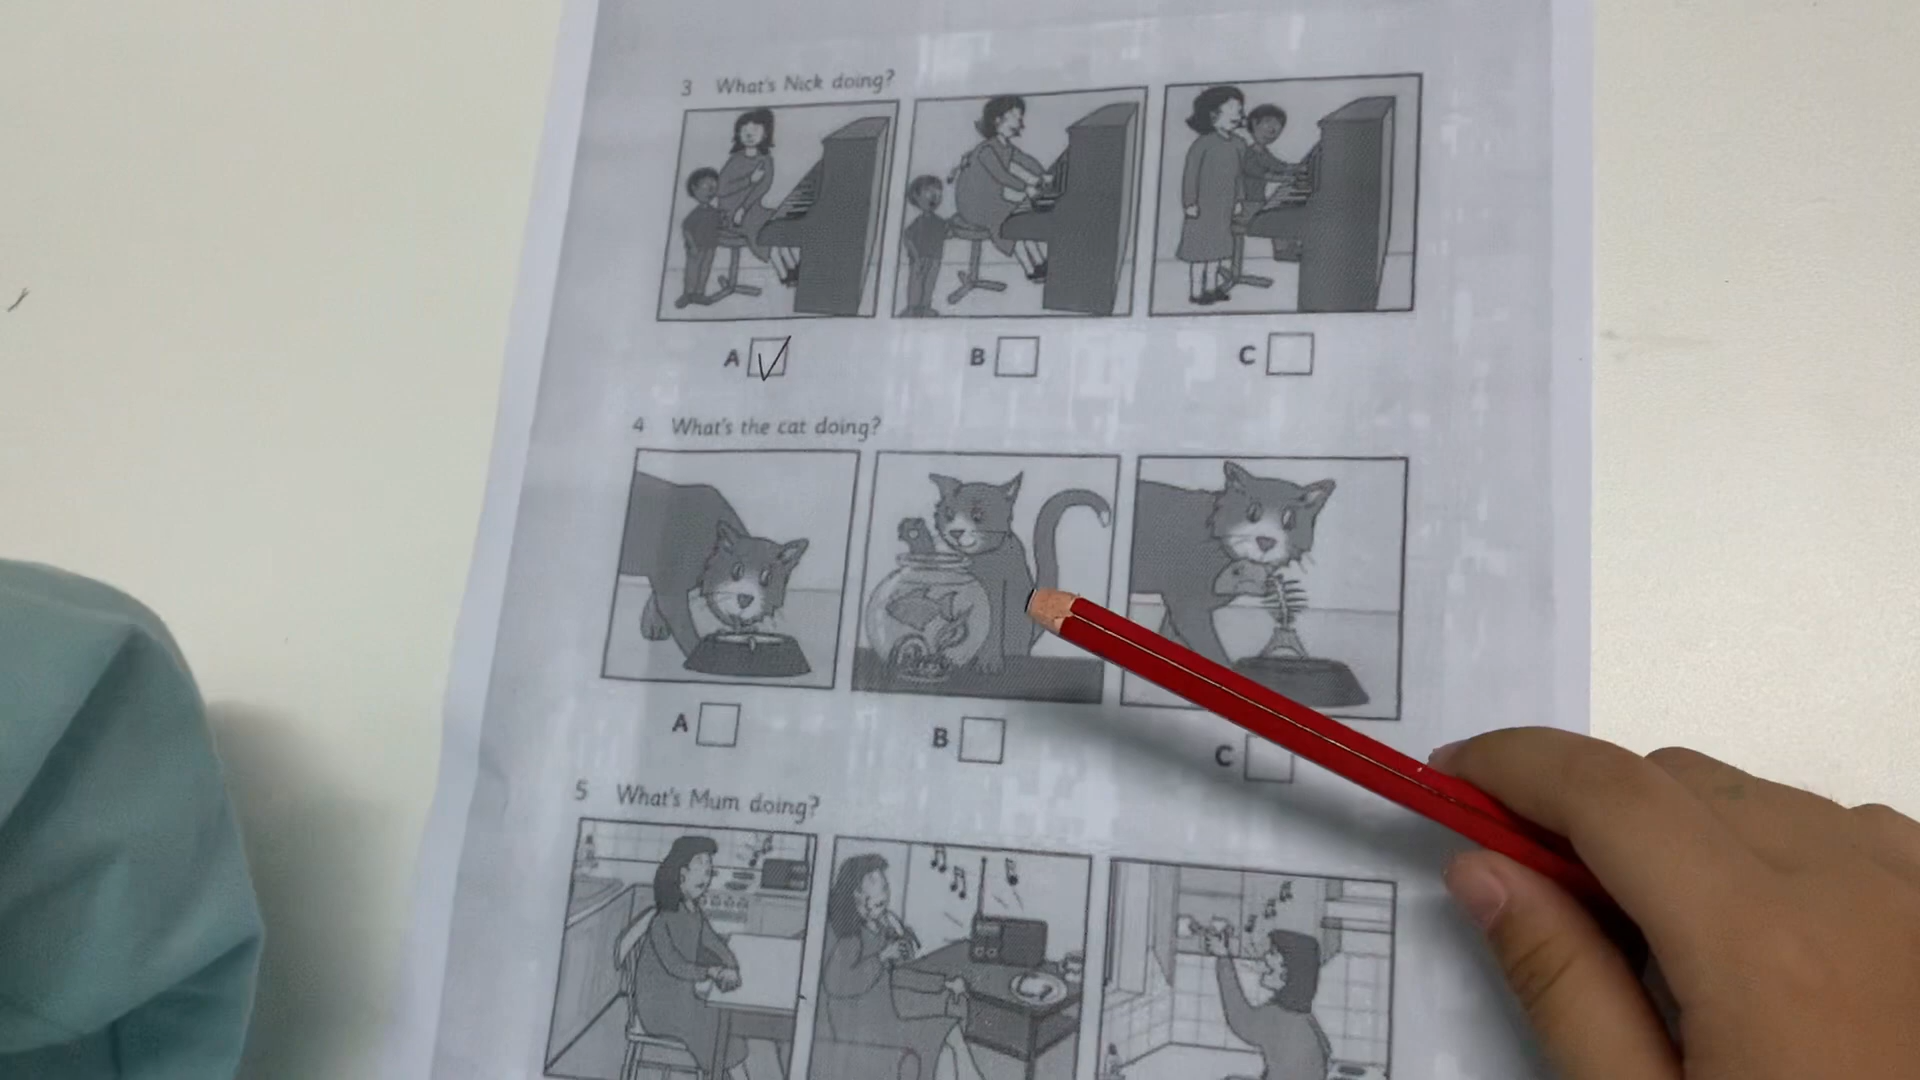 3 What's Nick doing?
A B C
4 What's the cat doing?
A B C
5 What's Mum doing?